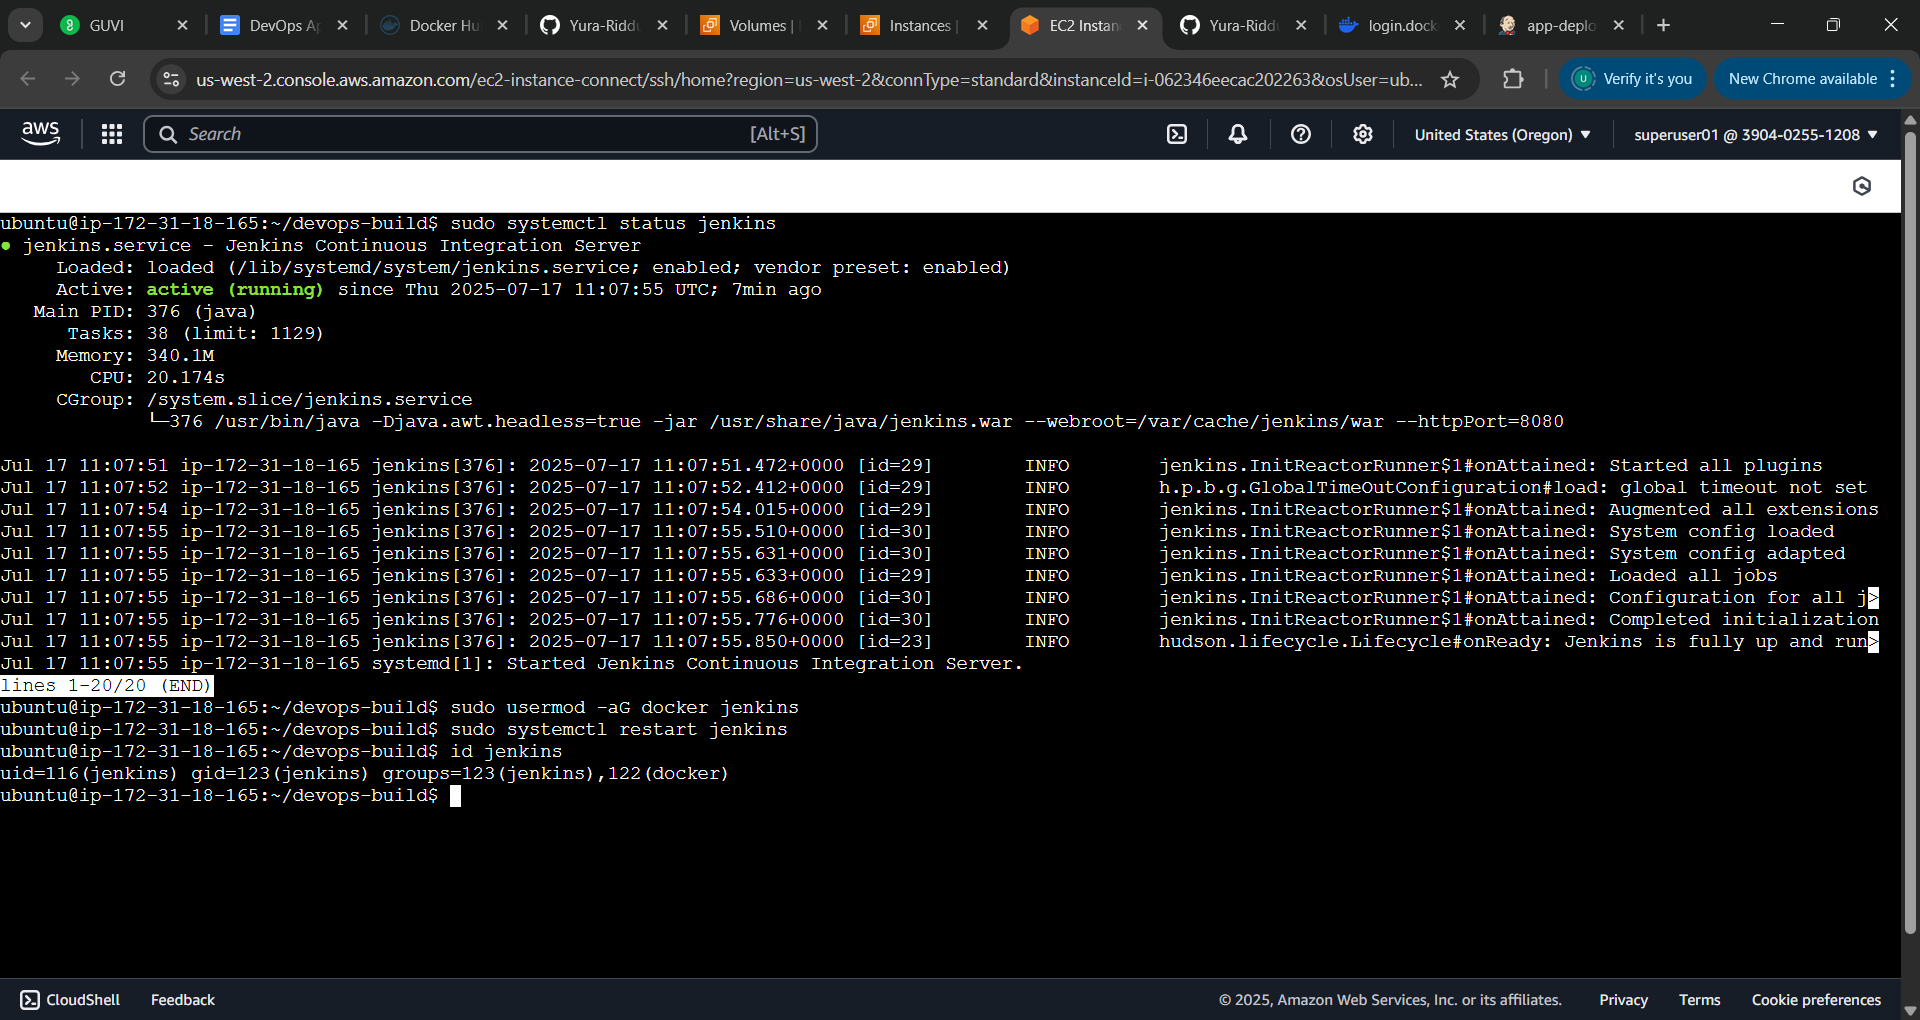 GUVI
DevOps Ap
Docker Hu
Yura-Riddu
Volumes |
Instances |
EC2 Instan
Yura-Riddu
login.dock
app-deplo
us-west-2.console.aws.amazon.com/ec2-instance-connect/ssh/home?region=us-west-2&connType=standard&instanceId=i-062346eecac202263&osUser=ub...
Verify it's you
New Chrome available
aws
Search
[Alt+S]
United States (Oregon)
superuser01 @ 3904-0255-1208
ubuntu@ip-172-31-18-165:~/devops-build$ sudo systemctl status jenkins
● jenkins.service - Jenkins Continuous Integration Server
     Loaded: loaded (/lib/systemd/system/jenkins.service; enabled; vendor preset: enabled)
     Active: active (running) since Thu 2025-07-17 11:07:55 UTC; 7min ago
   Main PID: 376 (java)
      Tasks: 38 (limit: 1129)
     Memory: 340.1M
        CPU: 20.174s
     CGroup: /system.slice/jenkins.service
             └─376 /usr/bin/java -Djava.awt.headless=true -jar /usr/share/java/jenkins.war --webroot=/var/cache/jenkins/war --httpPort=8080
Jul 17 11:07:51 ip-172-31-18-165 jenkins[376]: 2025-07-17 11:07:51.472+0000 [id=29]        INFO        jenkins.InitReactorRunner$1#onAttained: Started all plugins
Jul 17 11:07:52 ip-172-31-18-165 jenkins[376]: 2025-07-17 11:07:52.412+0000 [id=29]        INFO        h.p.b.g.GlobalTimeOutConfiguration#load: global timeout not set
Jul 17 11:07:54 ip-172-31-18-165 jenkins[376]: 2025-07-17 11:07:54.015+0000 [id=29]        INFO        jenkins.InitReactorRunner$1#onAttained: Augmented all extensions
Jul 17 11:07:55 ip-172-31-18-165 jenkins[376]: 2025-07-17 11:07:55.510+0000 [id=30]        INFO        jenkins.InitReactorRunner$1#onAttained: System config loaded
Jul 17 11:07:55 ip-172-31-18-165 jenkins[376]: 2025-07-17 11:07:55.631+0000 [id=30]        INFO        jenkins.InitReactorRunner$1#onAttained: System config adapted
Jul 17 11:07:55 ip-172-31-18-165 jenkins[376]: 2025-07-17 11:07:55.633+0000 [id=29]        INFO        jenkins.InitReactorRunner$1#onAttained: Loaded all jobs
Jul 17 11:07:55 ip-172-31-18-165 jenkins[376]: 2025-07-17 11:07:55.686+0000 [id=30]        INFO        jenkins.InitReactorRunner$1#onAttained: Configuration for all j>
Jul 17 11:07:55 ip-172-31-18-165 jenkins[376]: 2025-07-17 11:07:55.776+0000 [id=30]        INFO        jenkins.InitReactorRunner$1#onAttained: Completed initialization
Jul 17 11:07:55 ip-172-31-18-165 jenkins[376]: 2025-07-17 11:07:55.850+0000 [id=23]        INFO        hudson.lifecycle.Lifecycle#onReady: Jenkins is fully up and run>
Jul 17 11:07:55 ip-172-31-18-165 systemd[1]: Started Jenkins Continuous Integration Server.
lines 1-20/20 (END)
ubuntu@ip-172-31-18-165:~/devops-build$ sudo usermod -aG docker jenkins
ubuntu@ip-172-31-18-165:~/devops-build$ sudo systemctl restart jenkins
ubuntu@ip-172-31-18-165:~/devops-build$ id jenkins
uid=116(jenkins) gid=123(jenkins) groups=123(jenkins),122(docker)
ubuntu@ip-172-31-18-165:~/devops-build$
CloudShell
Feedback
© 2025, Amazon Web Services, Inc. or its affiliates.
Privacy
Terms
Cookie preferences